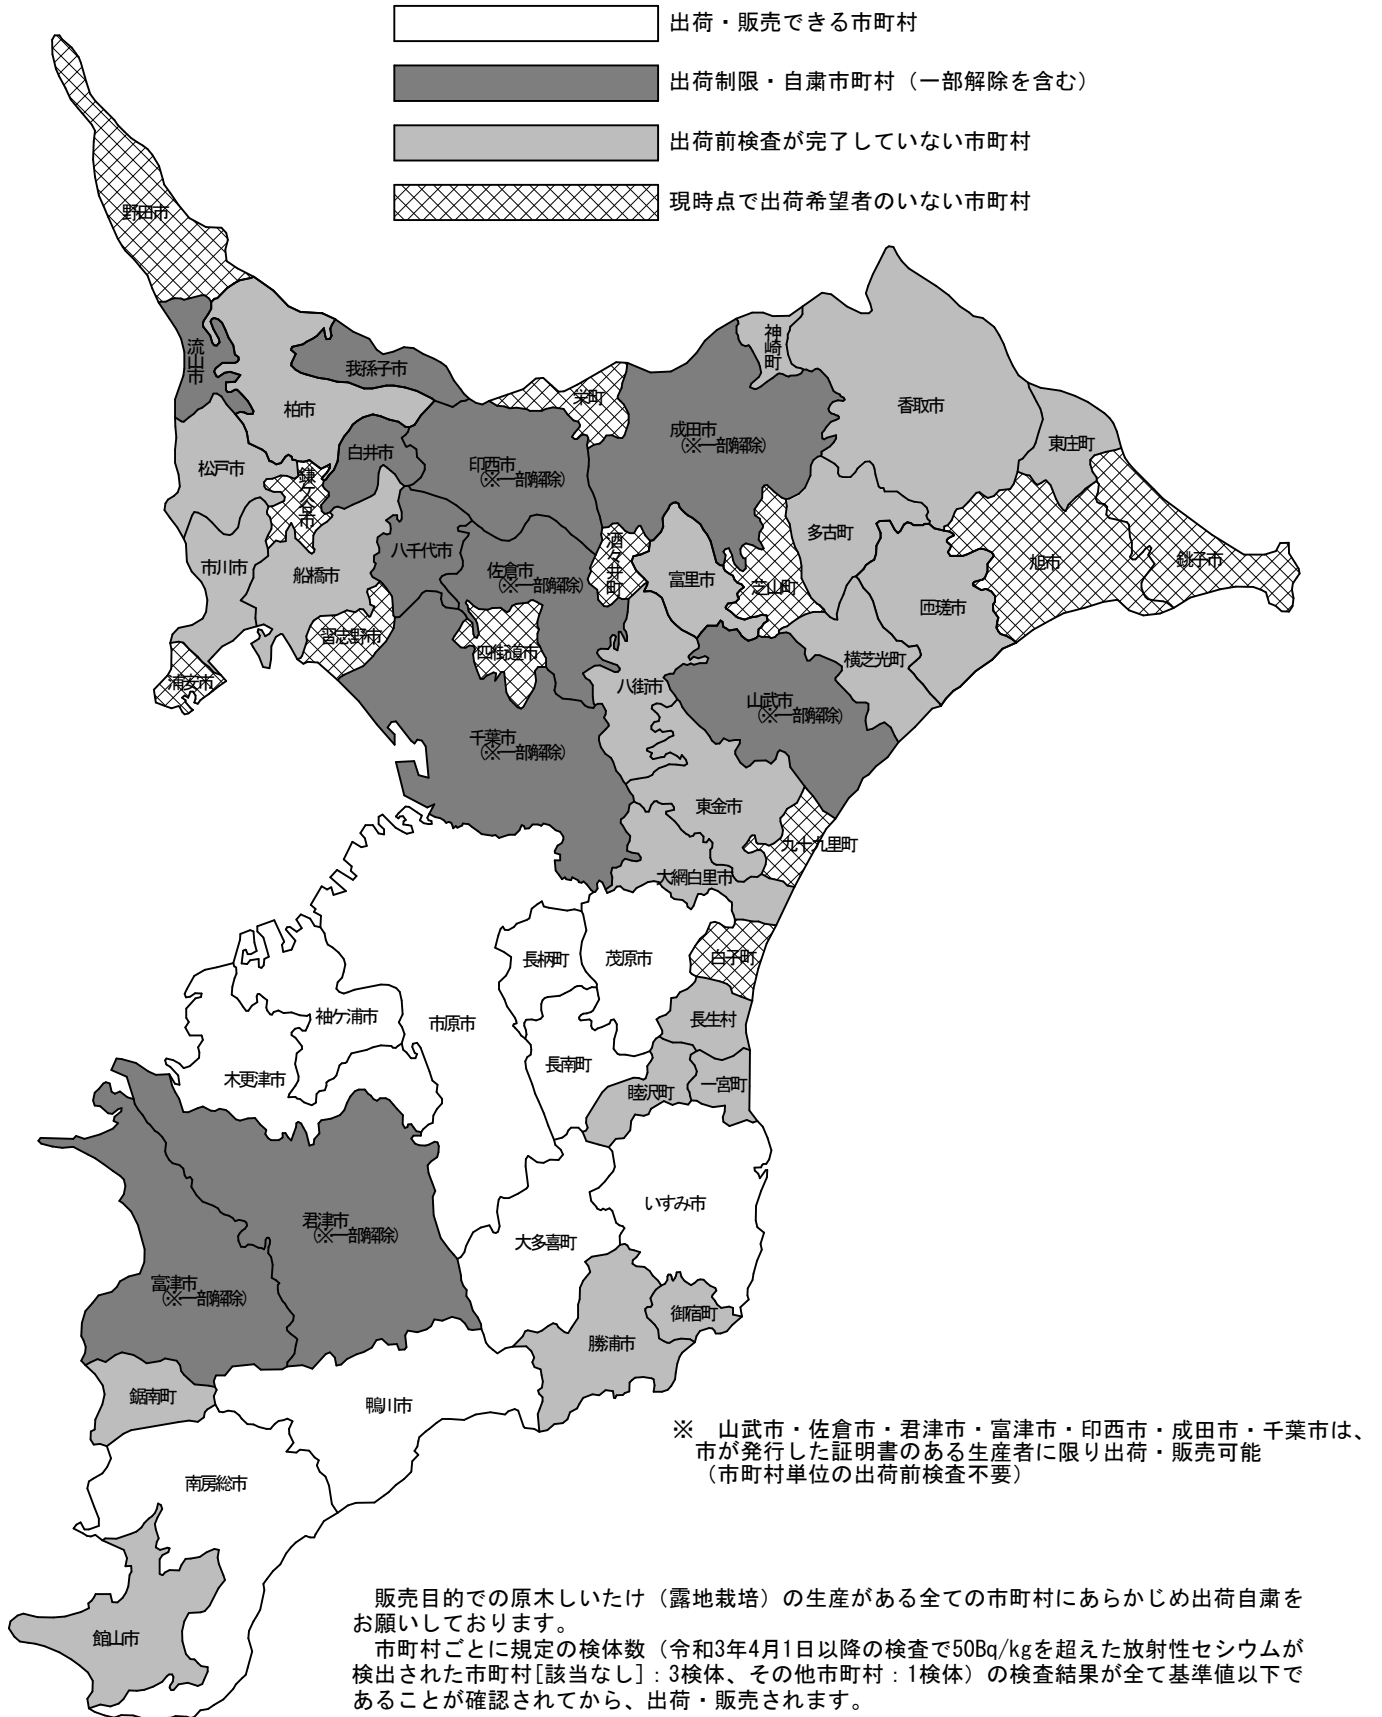 出荷・販売できる市町村
出荷制限・自粛市町村（一部解除を含む）
出荷前検査が完了していない市町村
現時点で出荷希望者のいない市町村
野田市
流山市
我孫子市
柏市
松戸市
鎌ケ谷市
白井市
印西市
（※一部解除）
栄町
成田市
（※一部解除）
神崎町
香取市
東庄町
銚子市
旭市
匝瑳市
多古町
横芝光町
芝山町
富里市
酒々井町
佐倉市
（※一部解除）
八千代市
船橋市
市川市
浦安市
習志野市
四街道市
八街市
山武市
（※一部解除）
千葉市
（※一部解除）
東金市
九十九里町
大網白里市
白子町
茂原市
長柄町
長生村
長南町
一宮町
睦沢町
市原市
袖ケ浦市
木更津市
いすみ市
大多喜町
君津市
（※一部解除）
富津市
（※一部解除）
御宿町
勝浦市
鋸南町
鴨川市
南房総市
館山市
※　山武市・佐倉市・君津市・富津市・印西市・成田市・千葉市は、
市が発行した証明書のある生産者に限り出荷・販売可能
（市町村単位の出荷前検査不要）
販売目的での原木しいたけ（露地栽培）の生産がある全ての市町村にあらかじめ出荷自粛を
お願いしております。
市町村ごとに規定の検体数（令和3年4月1日以降の検査で50Bq/kgを超えた放射性セシウムが
検出された市町村[該当なし]：3検体、その他市町村：1検体）の検査結果が全て基準値以下で
あることが確認されてから、出荷・販売されます。